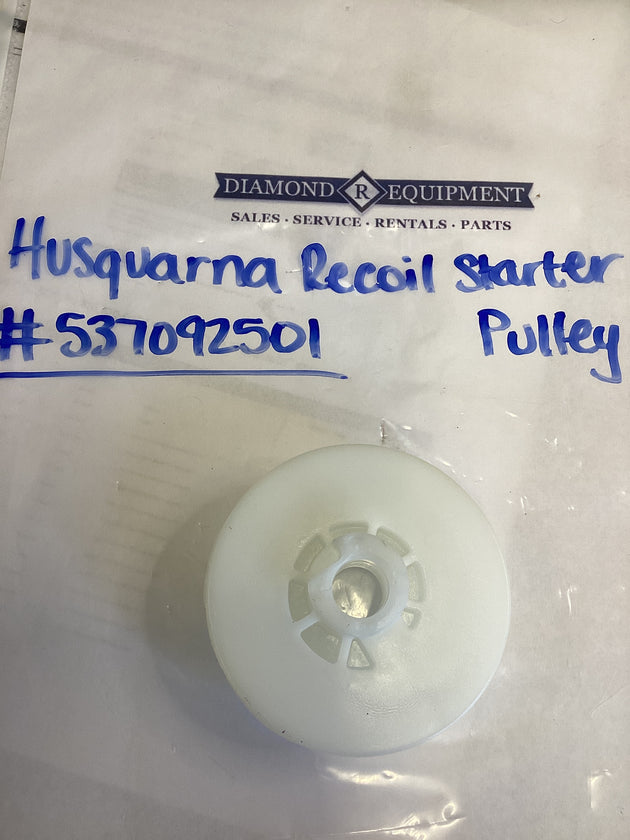 DIAMOND R EQUIPMENT
SALES · SERVICE · RENTALS · PARTS
Husquarna Recoil Starter
#537092501 Pulley